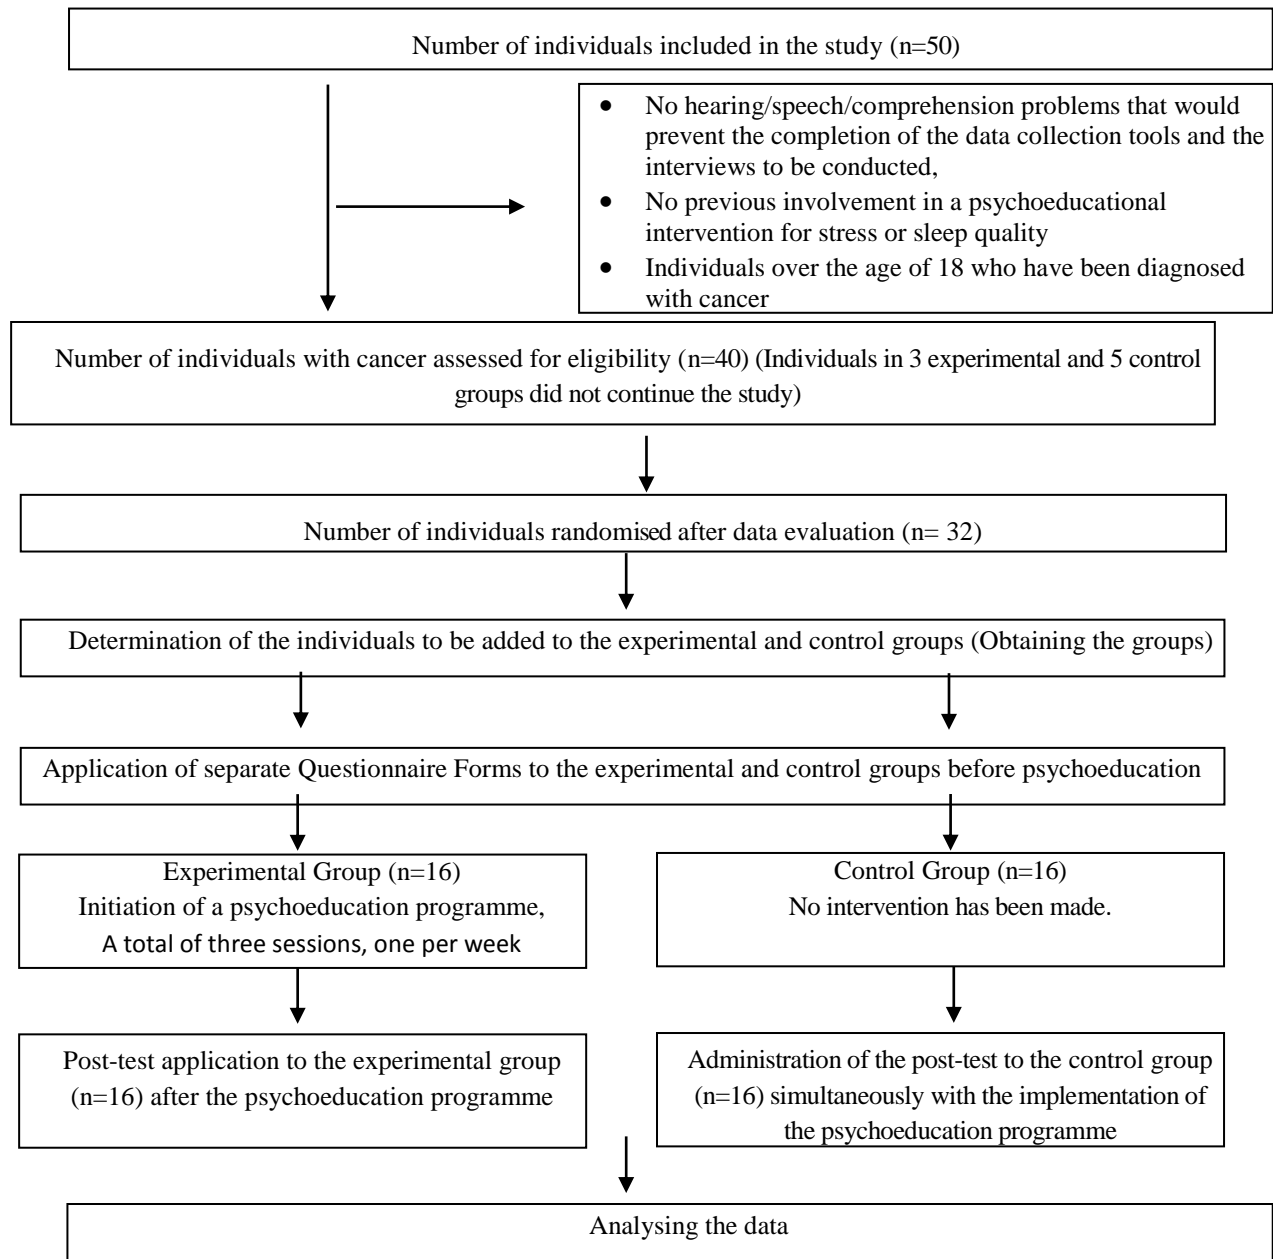 Number of individuals included in the study (n=50)
● No hearing/speech/comprehension problems that would
prevent the completion of the data collection tools and the
interviews to be conducted,
● No previous involvement in a psychoeducational
intervention for stress or sleep quality
● Individuals over the age of 18 who have been diagnosed
with cancer
Number of individuals with cancer assessed for eligibility (n=40) (Individuals in 3 experimental and 5 control
groups did not continue the study)
Number of individuals randomised after data evaluation (n= 32)
Determination of the individuals to be added to the experimental and control groups (Obtaining the groups)
Application of separate Questionnaire Forms to the experimental and control groups before psychoeducation
Experimental Group (n=16)
Initiation of a psychoeducation programme,
A total of three sessions, one per week
Control Group (n=16)
No intervention has been made.
Post-test application to the experimental group
(n=16) after the psychoeducation programme
Administration of the post-test to the control group
(n=16) simultaneously with the implementation of
the psychoeducation programme
Analysing the data